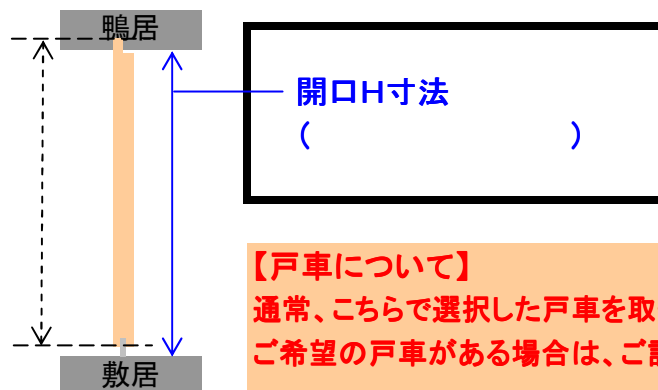 鴨居
開口H寸法
(　　　　　　　　)
【戸車について】
通常、こちらで選択した戸車を取
ご希望の戸車がある場合は、ご
敷居